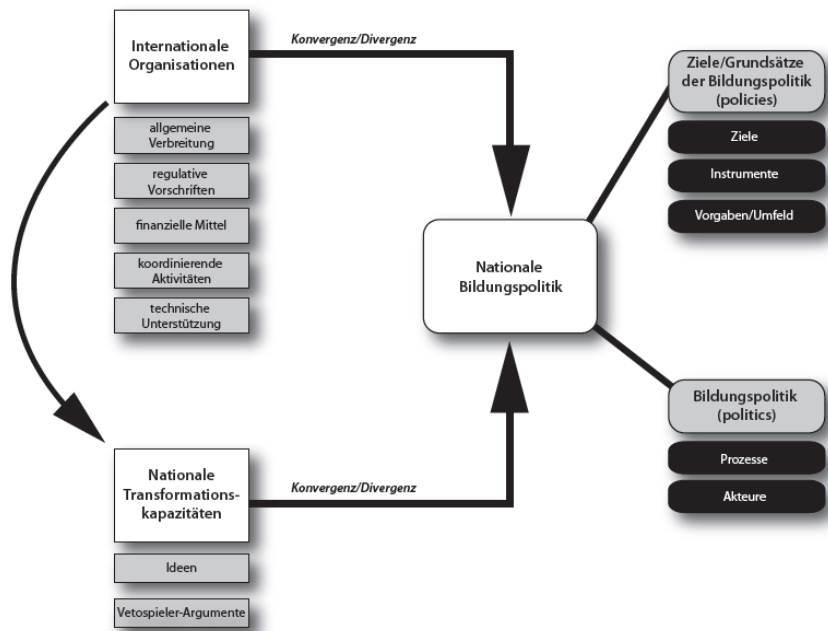 Internationale
Organisationen
allgemeine
Verbreitung
regulative
Vorschriften
finanzielle Mittel
koordinierende
Aktivitäten
technische
Unterstützung
Konvergenz/Divergenz
Nationale
Transformations-
kapazitäten
Ideen
Vetospieler-Argumente
Konvergenz/Divergenz
Nationale
Bildungspolitik
Ziele/Grundsätze
der Bildungspolitik
(policies)
Ziele
Instrumente
Vorgaben/Umfeld
Bildungspolitik
(politics)
Prozesse
Akteure